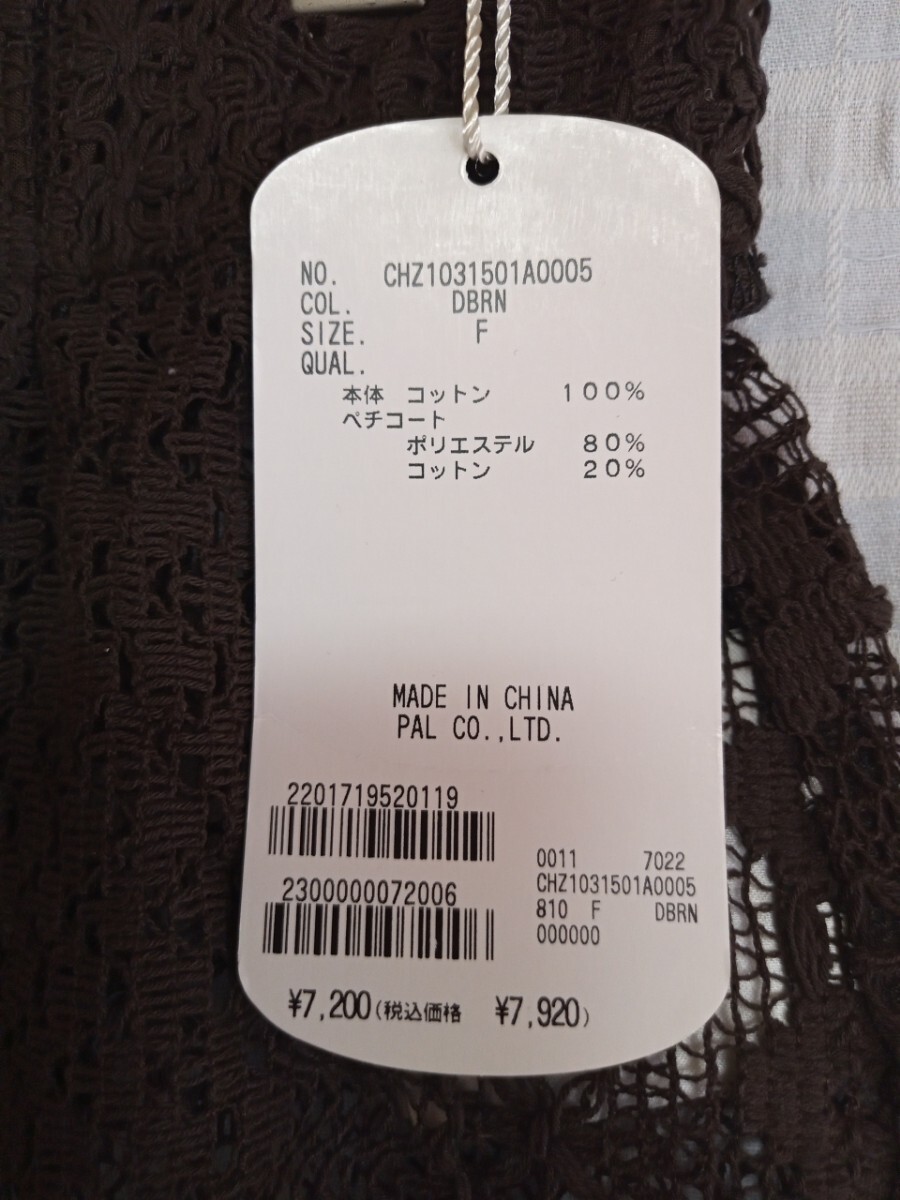 NO. CHZ1031501A0005
COL. DBRN
SIZE. F
QUAL.
本体 コットン 100%
ペチコート
ポリエステル 80%
コットン 20%
MADE IN CHINA
PAL CO.,LTD.
2201719520119
2300000072006
0011 7022
CHZ1031501A0005
810 F DBRN
000000
¥7,200(税込価格 ¥7,920)